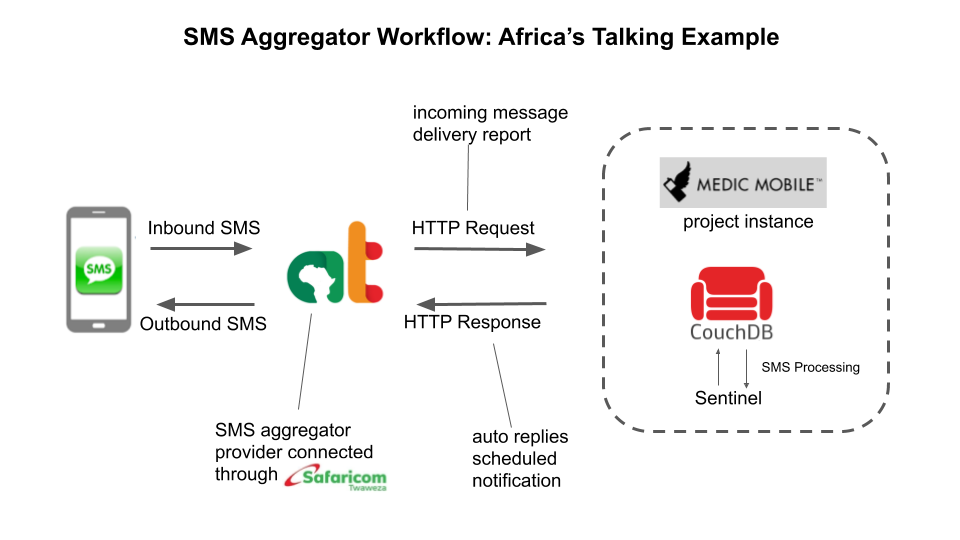 SMS Aggregator Workflow: Africa's Talking Example
incoming message
delivery report
MEDIC MOBILE™
project instance
Inbound SMS
HTTP Request
SMS
at
Outbound SMS
HTTP Response
CouchDB
SMS Processing
Sentinel
SMS aggregator
provider connected
through Safaricom
Twaweza
auto replies
scheduled
notification